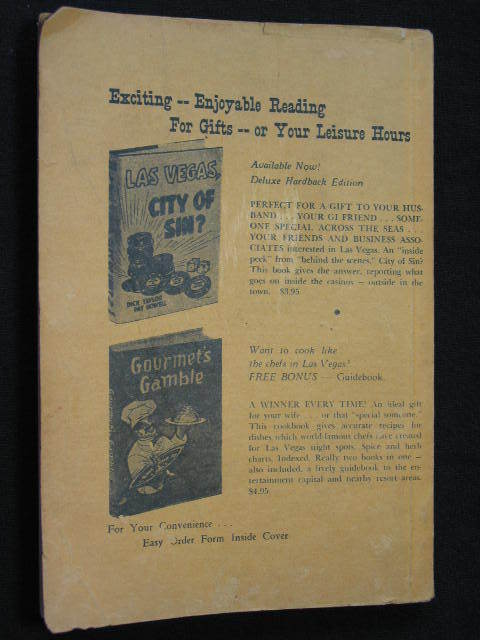 Exciting -- Enjoyable Reading
For Gifts -- or Your Leisure Hours
LAS VEGAS,
CITY OF
SIN?
DICK TAYLOR
PAT HOWELL
Available Now!
Deluxe Hardback Edition
PERFECT FOR A GIFT TO YOUR HUS-
BAND . . . YOUR GI FRIEND . . . SOME-
ONE SPECIAL ACROSS THE SEAS . . .
YOUR FRIENDS AND BUSINESS ASSO-
CIATES interested in Las Vegas. An "inside
peek" from "behind the scenes." City of Sin?
This book gives the answer, reporting what
goes on inside the casinos — outside in the
town. $3.95
Gourmet's
Gamble
Want to cook like
the chefs in Las Vegas?
FREE BONUS — Guidebook
A WINNER EVERY TIME! An ideal gift
for your wife . . . or that "special someone."
This cookbook gives accurate recipes for
dishes which world famous chefs have created
for Las Vegas night spots. Spice and herb
charts. Indexed. Really two books in one —
also included, a lively guidebook to the en-
tertainment capital and nearby resort areas.
$4.95
For Your Convenience . . .
Easy Order Form Inside Cover